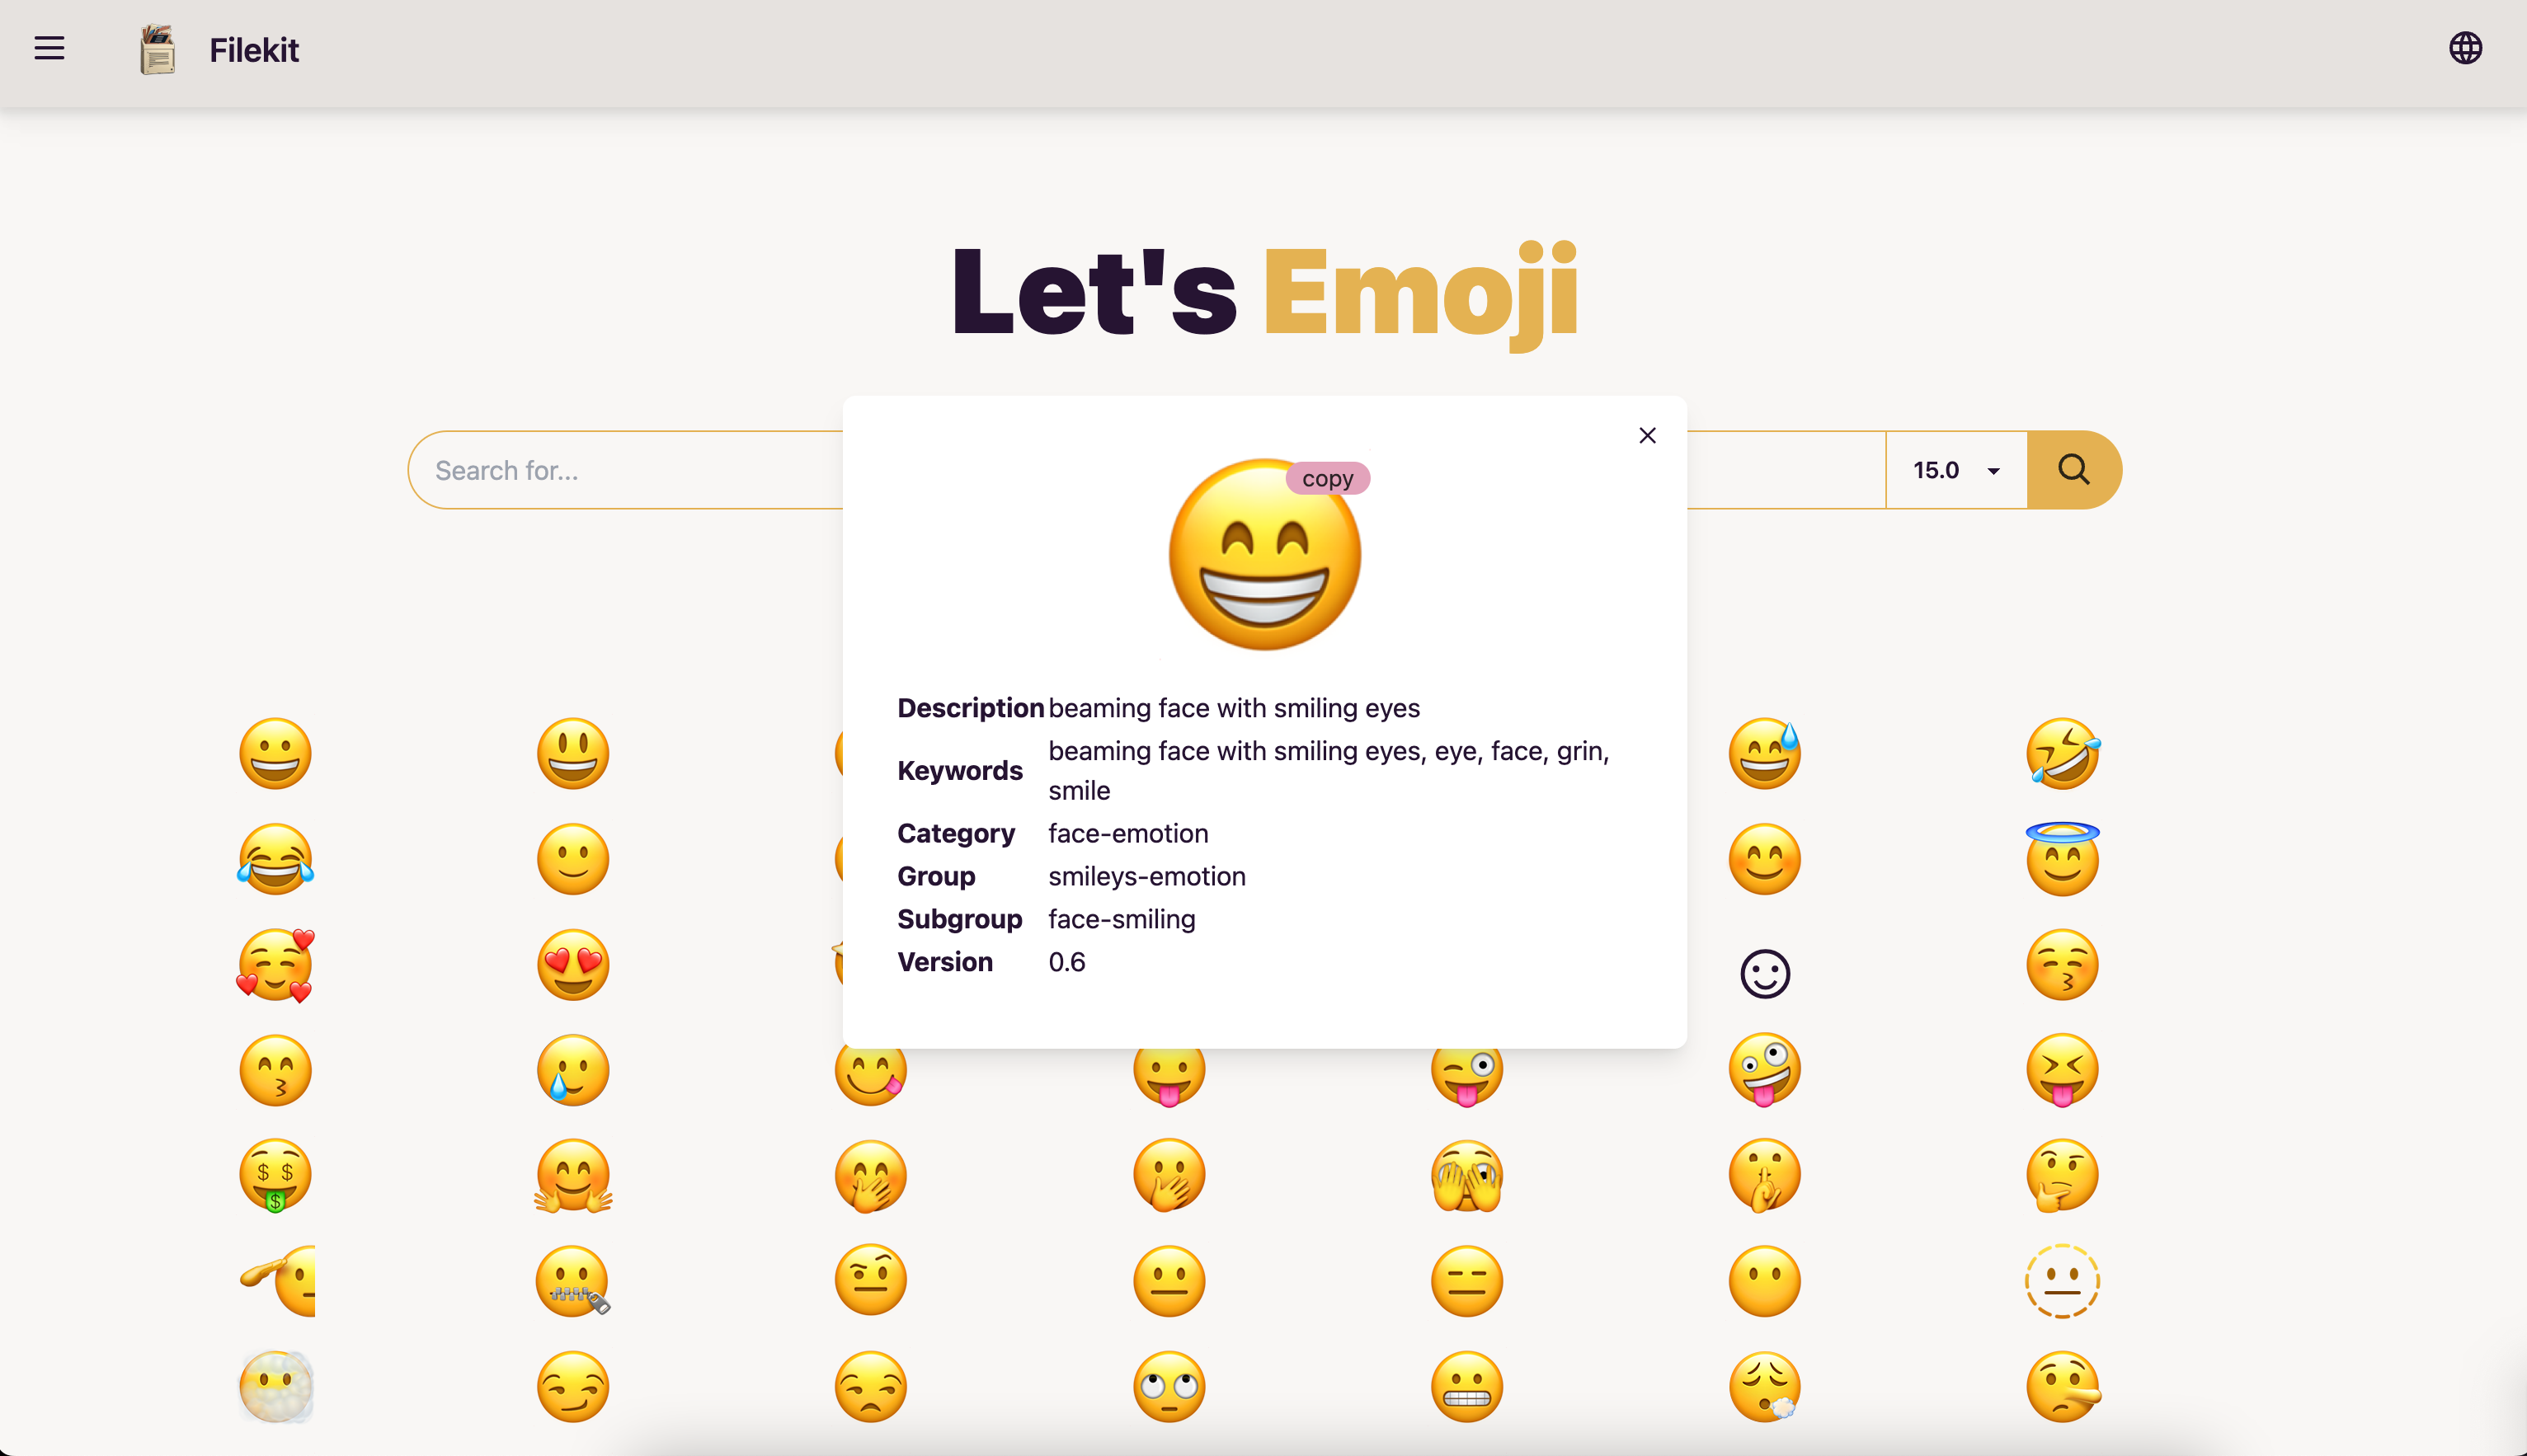 Filekit
Let's Emoji
Search for...
15.0
copy
Description beaming face with smiling eyes
Keywords beaming face with smiling eyes, eye, face, grin,
smile
Category face-emotion
Group smileys-emotion
Subgroup face-smiling
Version 0.6